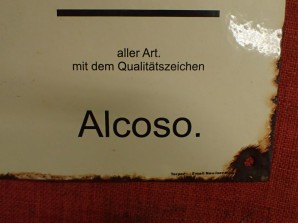 aller Art.
mit dem Qualitätszeichen
Alcoso.